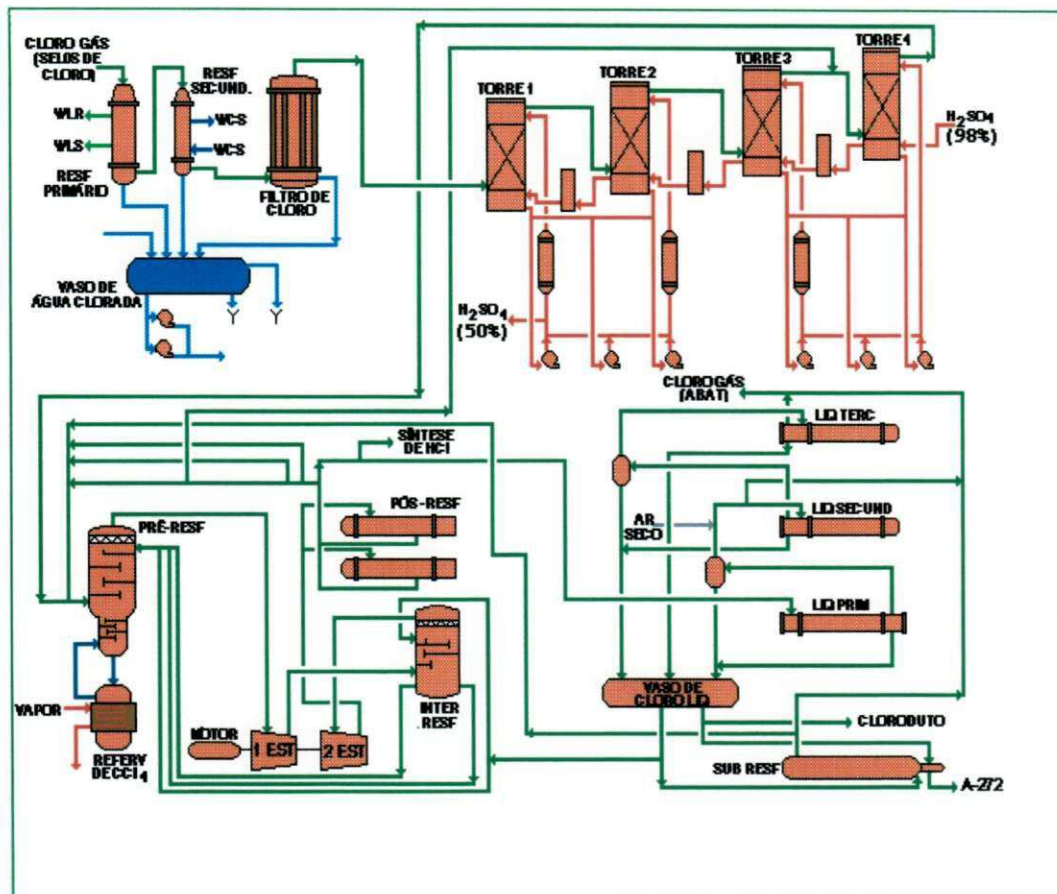 CLORO GÁS
(SELOS DE
CLORO)
RESF
SECUND.
WLR
WLS
WCS
WCS
RESF
PRIMÁRIO
FILTRO DE
CLORO
VASO DE
ÁGUA CLORADA
TORRE 1
TORRE 2
TORRE 3
TORRE 4
H2SO4
(98%)
H2SO4
(50%)
CLORO GÁS
(ABAT)
LIQ TERC
SÍNTESE
DE HCl
PÓS - RESF
AR
SECO
LIQ SECUND
PRÉ-RESF
LIQ PRIM
VASO DE
CLORO LIQ
INTER
.RESF
VAPOR
MOTOR
1 EST
2 EST
CLORODUTO
REFERV
DE CCl4
SUB RESF
A-272